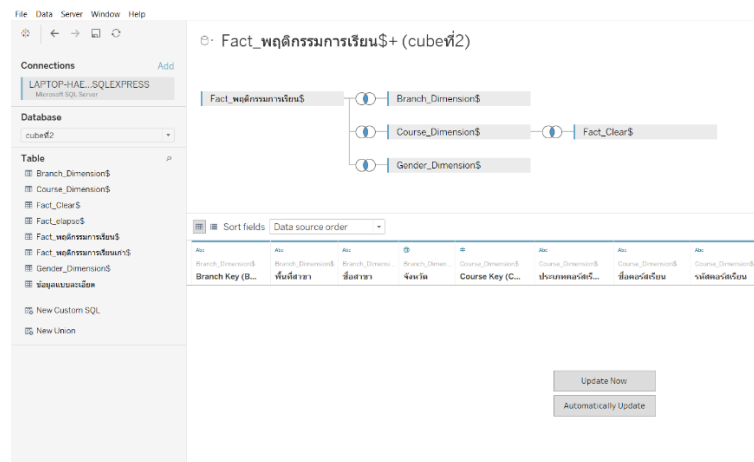 File Data Server Window Help
Fact_พฤติกรรมการเรียน$+ (cubeที่2)
Connections Add
LAPTOP-HAE...SQLEXPRESS
Microsoft SQL Server
Database
cubeที่2
Table
Branch_Dimension$
Course_Dimension$
Fact_Clear$
Fact_elapse$
Fact_พฤติกรรมการเรียน$
Fact_พฤติกรรมการเรียนเก่า$
Gender_Dimension$
ข้อมูลแบบละเอียด
New Custom SQL
New Union
Fact_พฤติกรรมการเรียน$ Branch_Dimension$
Course_Dimension$ Fact_Clear$
Gender_Dimension$
Sort fields Data source order
Abc Abc Abc Abc Abc Abc
Branch_Dimension$ Branch_Dimension$ Branch_Dimensi... Branch_Dimen... Course_Dimension$ Course_Dimension$ Course_Dimension$ Course_Dimension$
Branch Key (B... พื้นที่สาขา ชื่อสาขา จังหวัด Course Key (C... ประเภทคอร์สเรี... ชื่อคอร์สเรียน รหัสคอร์สเรียน
Update Now
Automatically Update